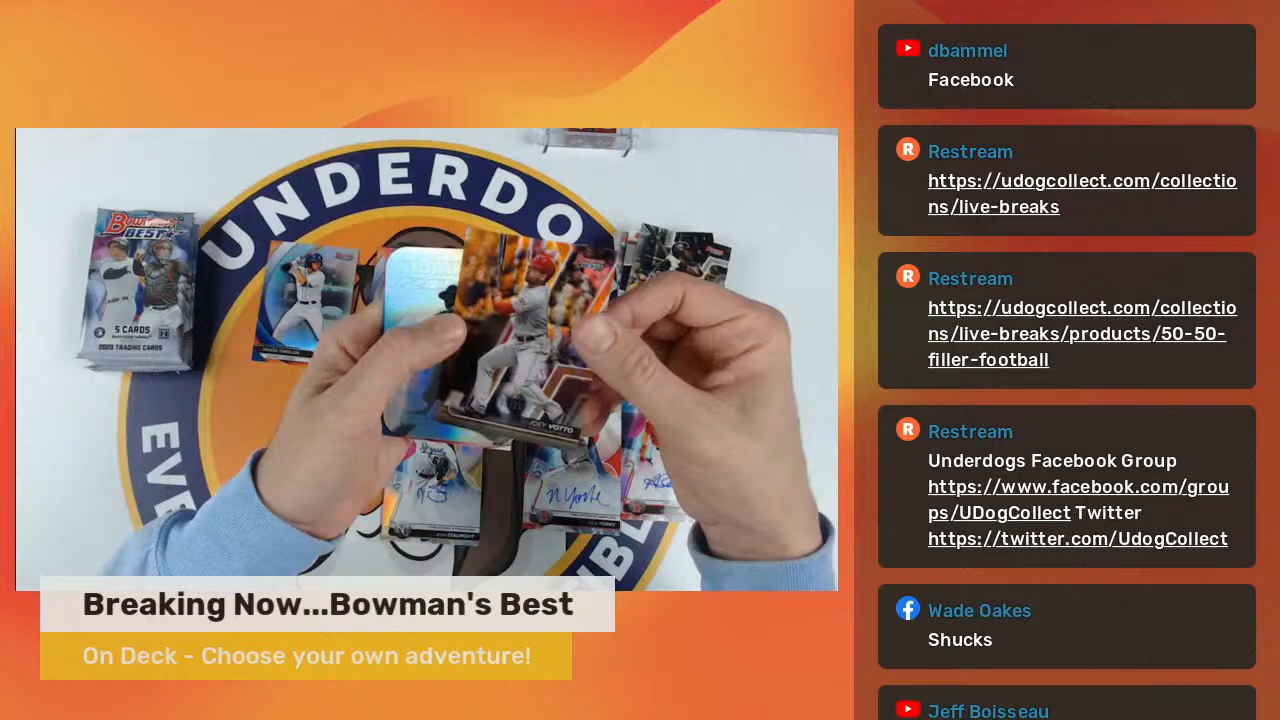 dbammel
Facebook
Restream
https://udogcollect.com/collectio
ns/live-breaks
Restream
https://udogcollect.com/collectio
ns/live-breaks/products/50-50-
filler-football
Restream
Underdogs Facebook Group
https://www.facebook.com/grou
ps/UDogCollect Twitter
https://twitter.com/UdogCollect
Wade Oakes
Shucks
Jeff Boisseau
UNDERDO
EVE
BL
Bowman's
BEST
5 CARDS
2020 TRADING CARDS
JOEY VOTTO
Breaking Now...Bowman's Best
On Deck - Choose your own adventure!